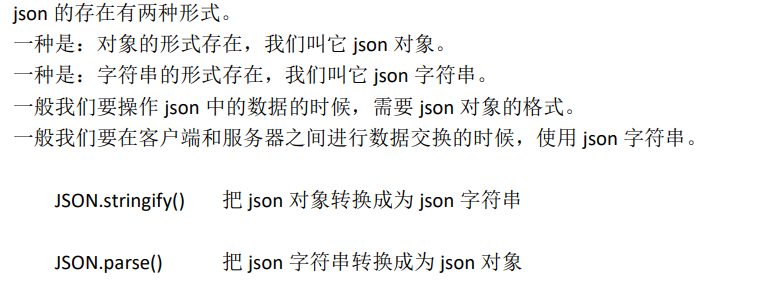 json 的存在有两种形式。
一种是：对象的形式存在，我们叫它 json 对象。
一种是：字符串的形式存在，我们叫它 json 字符串。
一般我们要操作 json 中的数据的时候，需要 json 对象的格式。
一般我们要在客户端和服务器之间进行数据交换的时候，使用 json 字符串。
JSON.stringify() 把 json 对象转换成为 json 字符串
JSON.parse() 把 json 字符串转换成为 json 对象